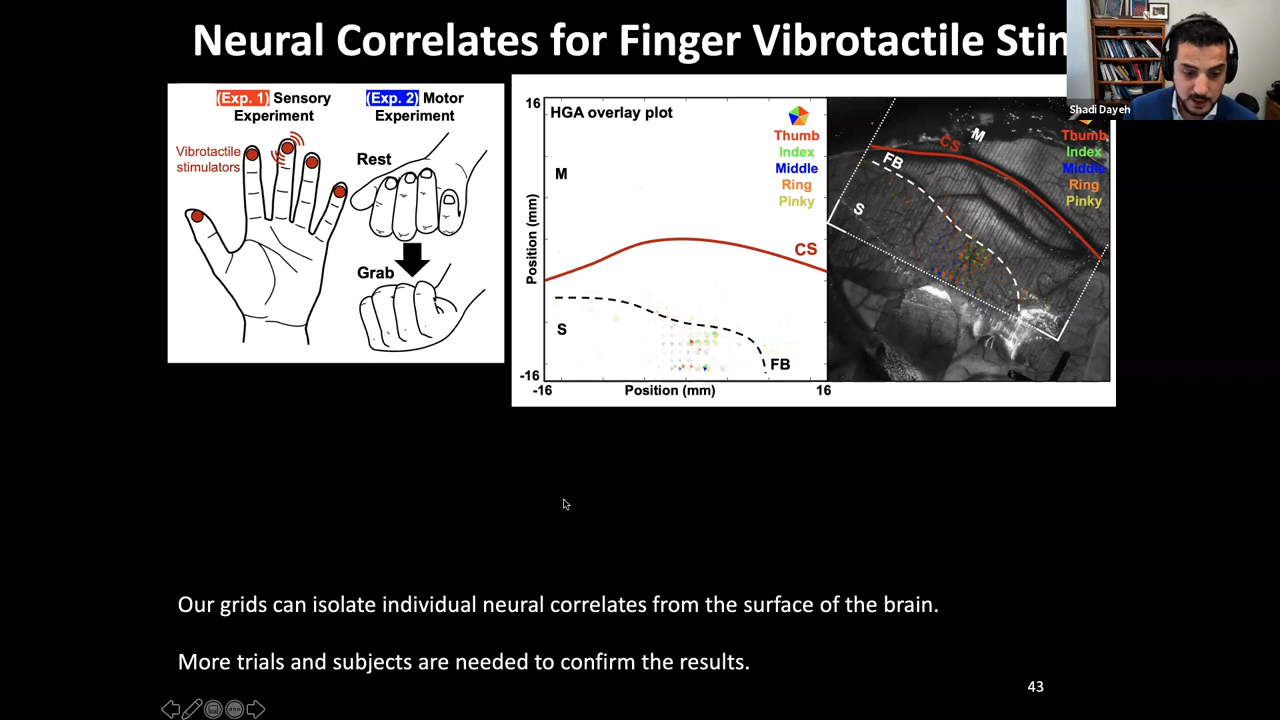 Neural Correlates for Finger Vibrotactile Stim
Shadi Dayeh
(Exp. 1) Sensory
Experiment
(Exp. 2) Motor
Experiment
Vibrotactile
stimulators
Rest
Grab
16
HGA overlay plot
Thumb
Index
Middle
Ring
Pinky
M
Position (mm)
CS
S
FB
-16
-16
Position (mm)
16
M
CS
FB
S
Thumb
Index
Middle
Ring
Pinky
Our grids can isolate individual neural correlates from the surface of the brain.
More trials and subjects are needed to confirm the results.
43